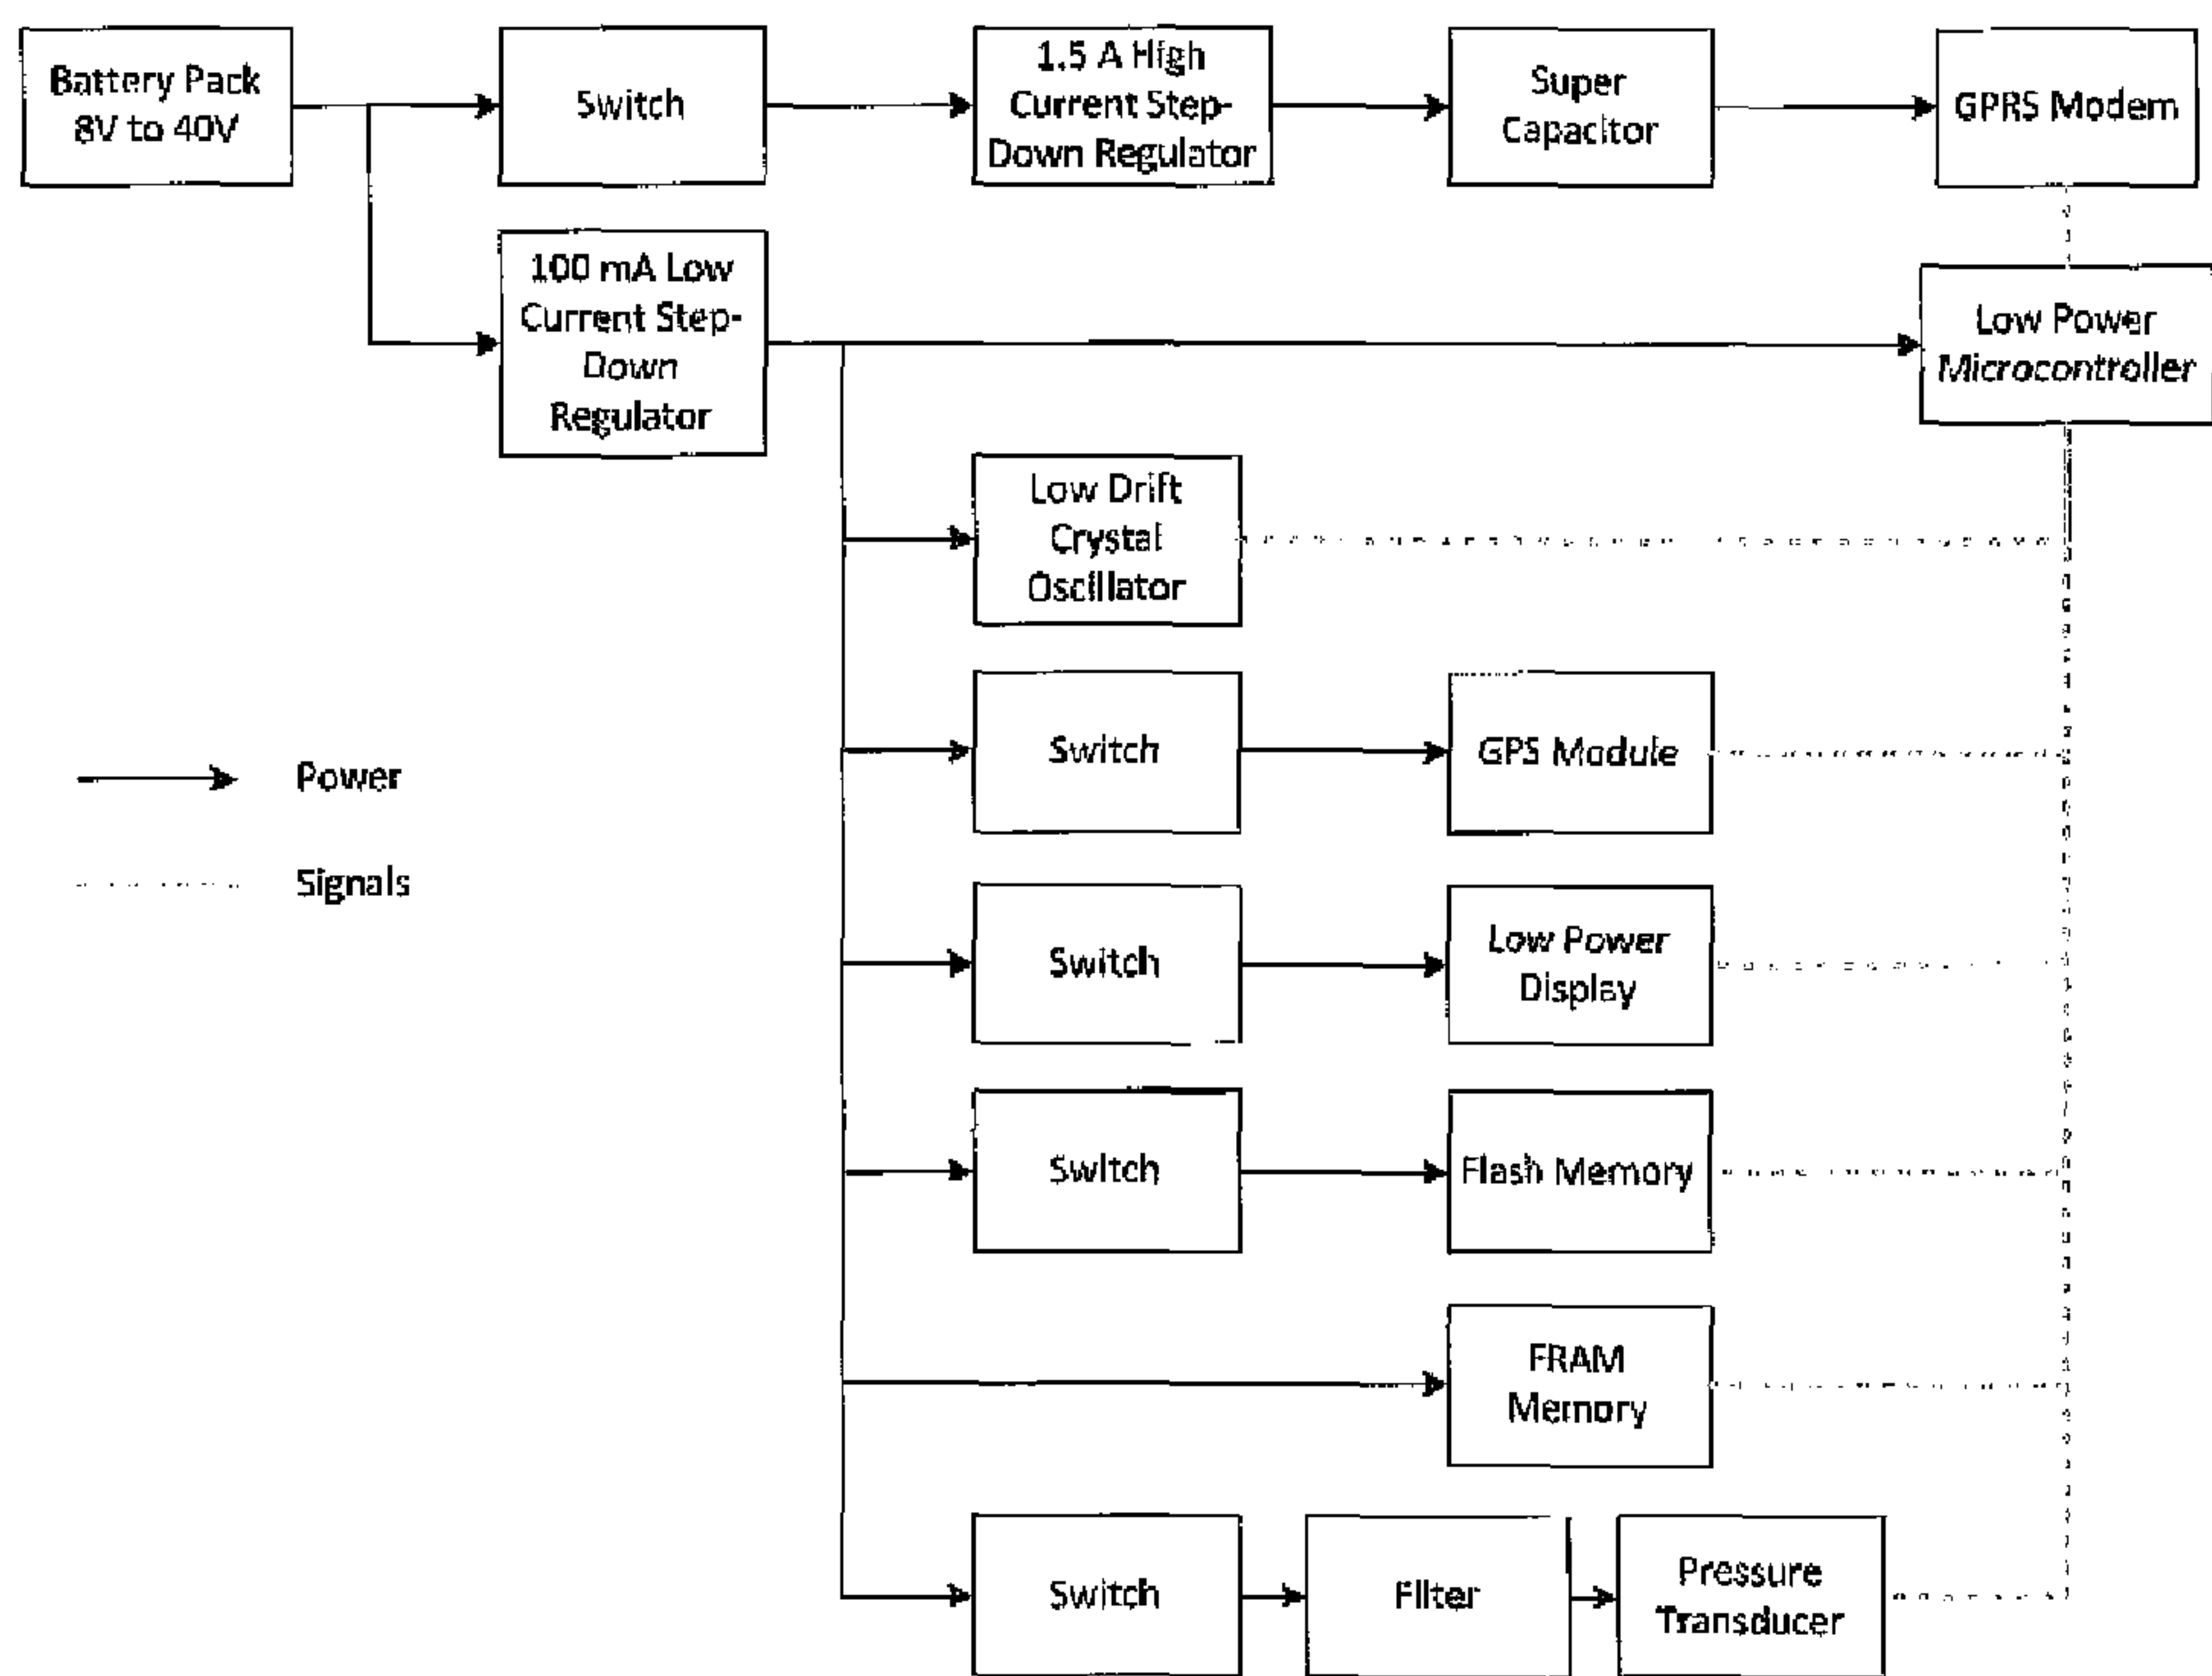 Battery Pack
8V to 40V
Switch
1.5 A High
Current Step-
Down Regulator
Super
Capacitor
GPRS Modem
100 mA Low
Current Step-
Down
Regulator
Low Power
Microcontroller
Low Drift
Crystal
Oscillator
Switch
GPS Module
Power
Signals
Switch
Low Power
Display
Switch
Flash Memory
FRAM
Memory
Switch
Filter
Pressure
Transducer